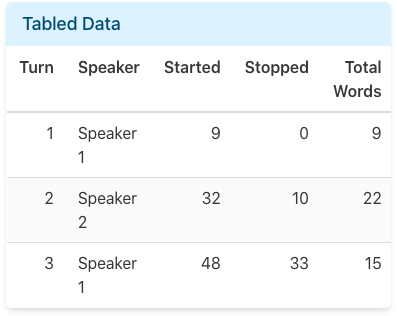 Tabled Data
Turn Speaker Started Stopped Total
Words
1 Speaker 9 0 9
1
2 Speaker 32 10 22
2
3 Speaker 48 33 15
1